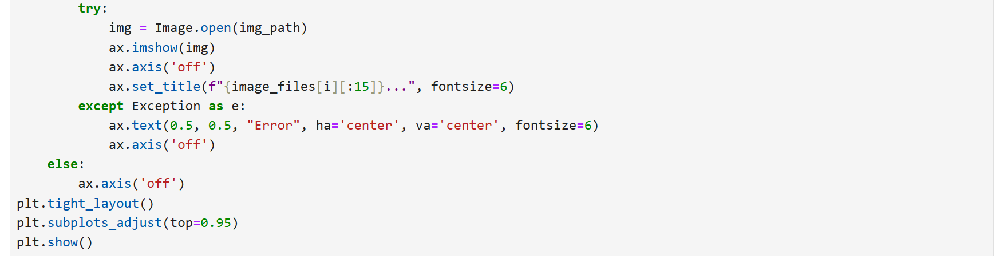 try:
img = Image.open(img_path)
ax.imshow(img)
ax.axis('off')
ax.set_title(f"{image_files[i][:15]}...", fontsize=6)
except Exception as e:
ax.text(0.5, 0.5, "Error", ha='center', va='center', fontsize=6)
ax.axis('off')
else:
ax.axis('off')
plt.tight_layout()
plt.subplots_adjust(top=0.95)
plt.show()